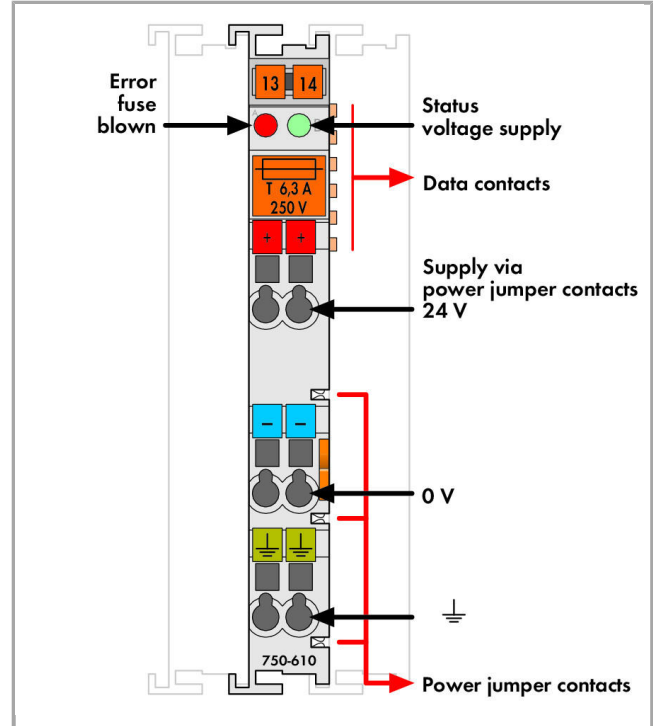 13 14
Error
fuse
blown
A
Status
voltage supply
Data contacts
T 6,3 A
250 V
+ +
Supply via
power jumper contacts
24 V
– –
0 V
750-610
Power jumper contacts